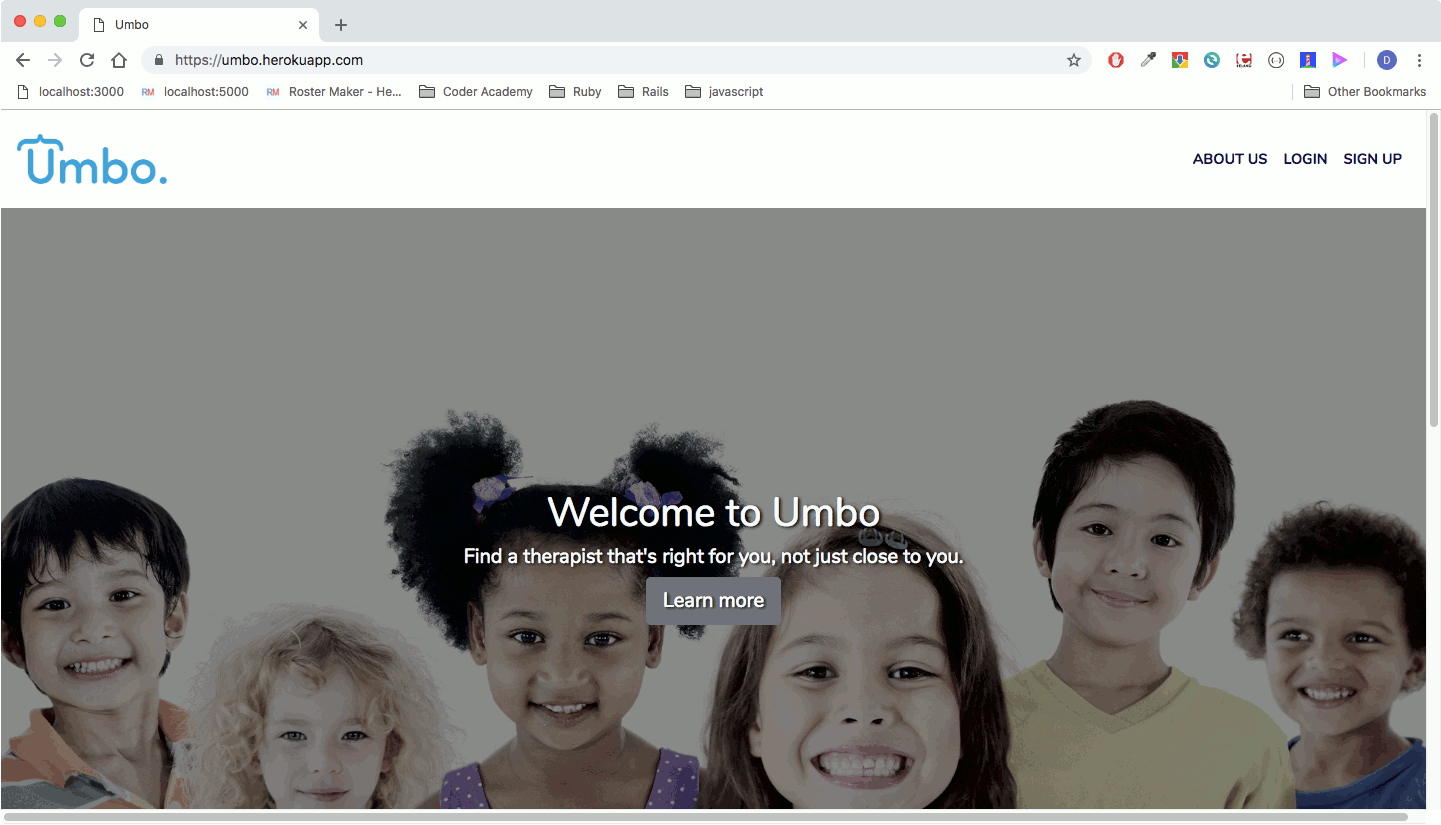 Umbo
https://umbo.herokuapp.com
D
localhost:3000
RM localhost:5000
RM Roster Maker - He...
Coder Academy
Ruby
Rails
javascript
Other Bookmarks
Umbo.
ABOUT US LOGIN SIGN UP
Welcome to Umbo
Find a therapist that's right for you, not just close to you.
Learn more